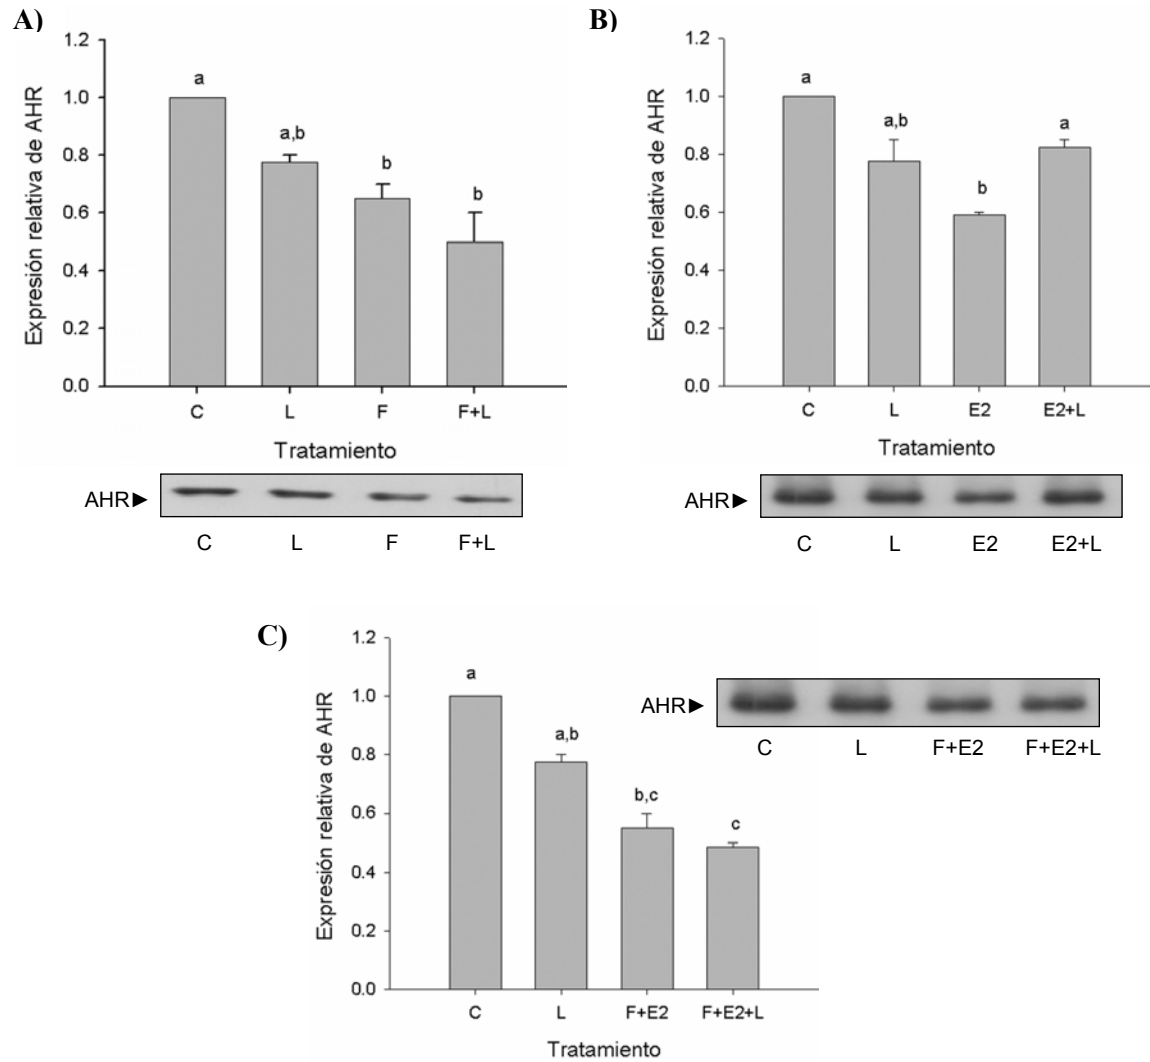 A)
1.2
1.0
0.8
0.6
0.4
0.2
0.0
Expresión relativa de AHR
a
a,b
b
b
C L F F+L
Tratamiento
AHR►
C L F F+L
B)
1.2
1.0
0.8
0.6
0.4
0.2
0.0
Expresión relativa de AHR
a
a,b
b
a
C L E2 E2+L
Tratamiento
AHR►
C L E2 E2+L
C)
1.2
1.0
0.8
0.6
0.4
0.2
0.0
Expresión relativa de AHR
a
a,b
b,c
c
C L F+E2 F+E2+L
Tratamiento
AHR►
C L F+E2 F+E2+L